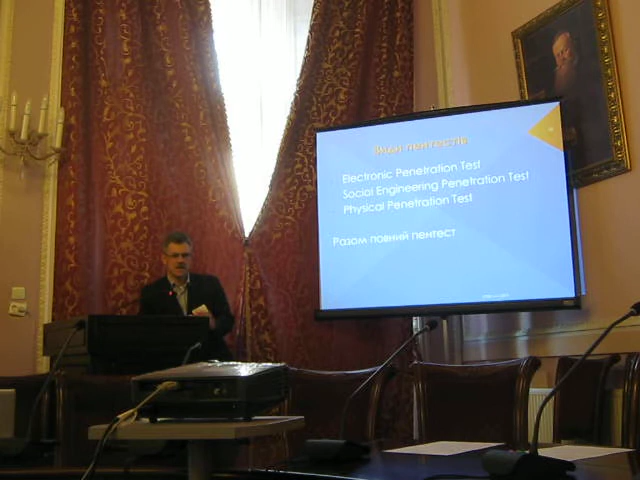 Види пентестів
Electronic Penetration Test
Social Engineering Penetration Test
Physical Penetration Test
Разом повний пентест